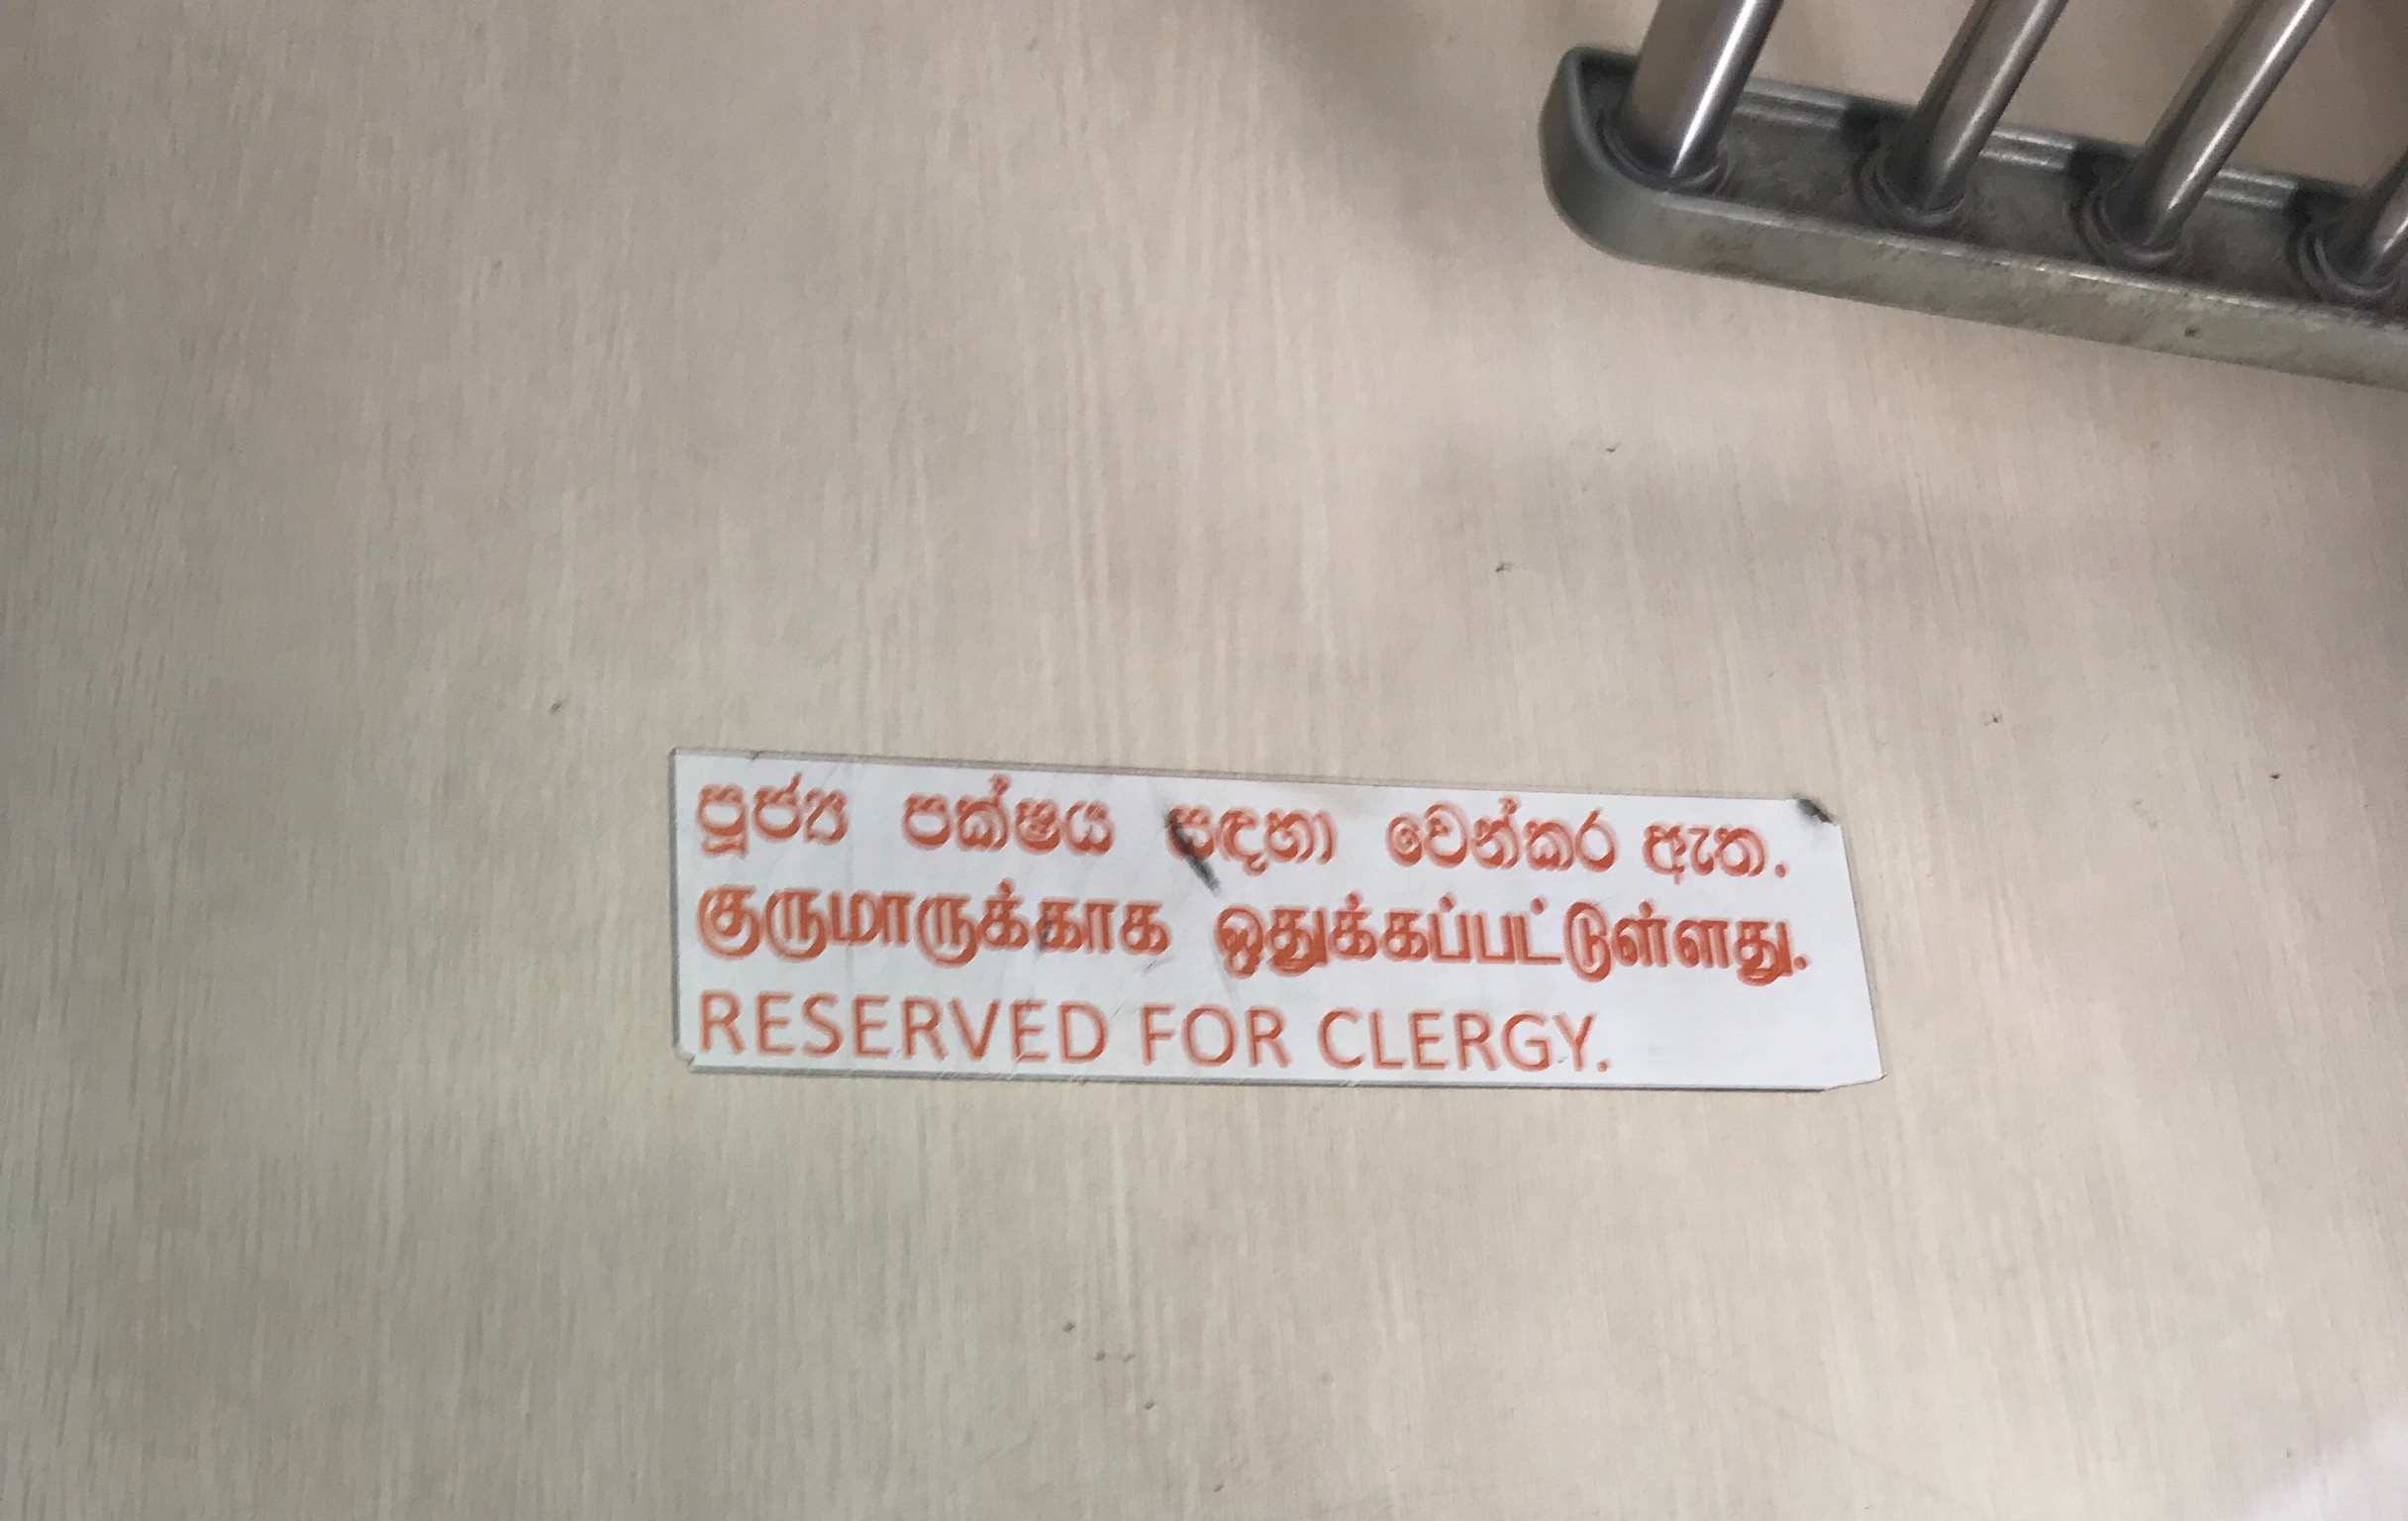 පූජ්‍ය පක්ෂය සඳහා වෙන්කර ඇත.
குருமாருக்காக ஒதுக்கப்பட்டுள்ளது.
RESERVED FOR CLERGY.